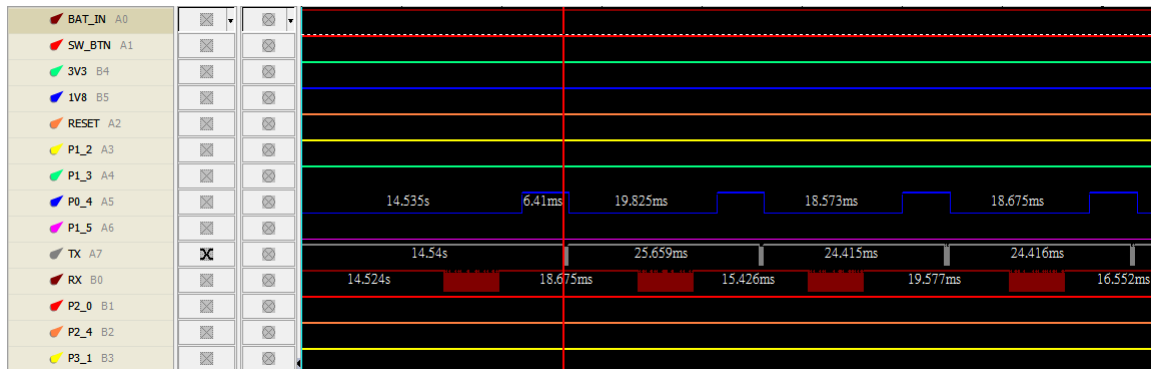 BAT_IN A0
SW_BTN A1
3V3 B4
1V8 B5
RESET A2
P1_2 A3
P1_3 A4
P0_4 A5 14.535s 6.41ms 19.825ms 18.573ms 18.675ms
P1_5 A6
TX A7 14.54s 25.659ms 24.415ms 24.416ms
RX B0 14.524s 18.675ms 15.426ms 19.577ms 16.552ms
P2_0 B1
P2_4 B2
P3_1 B3